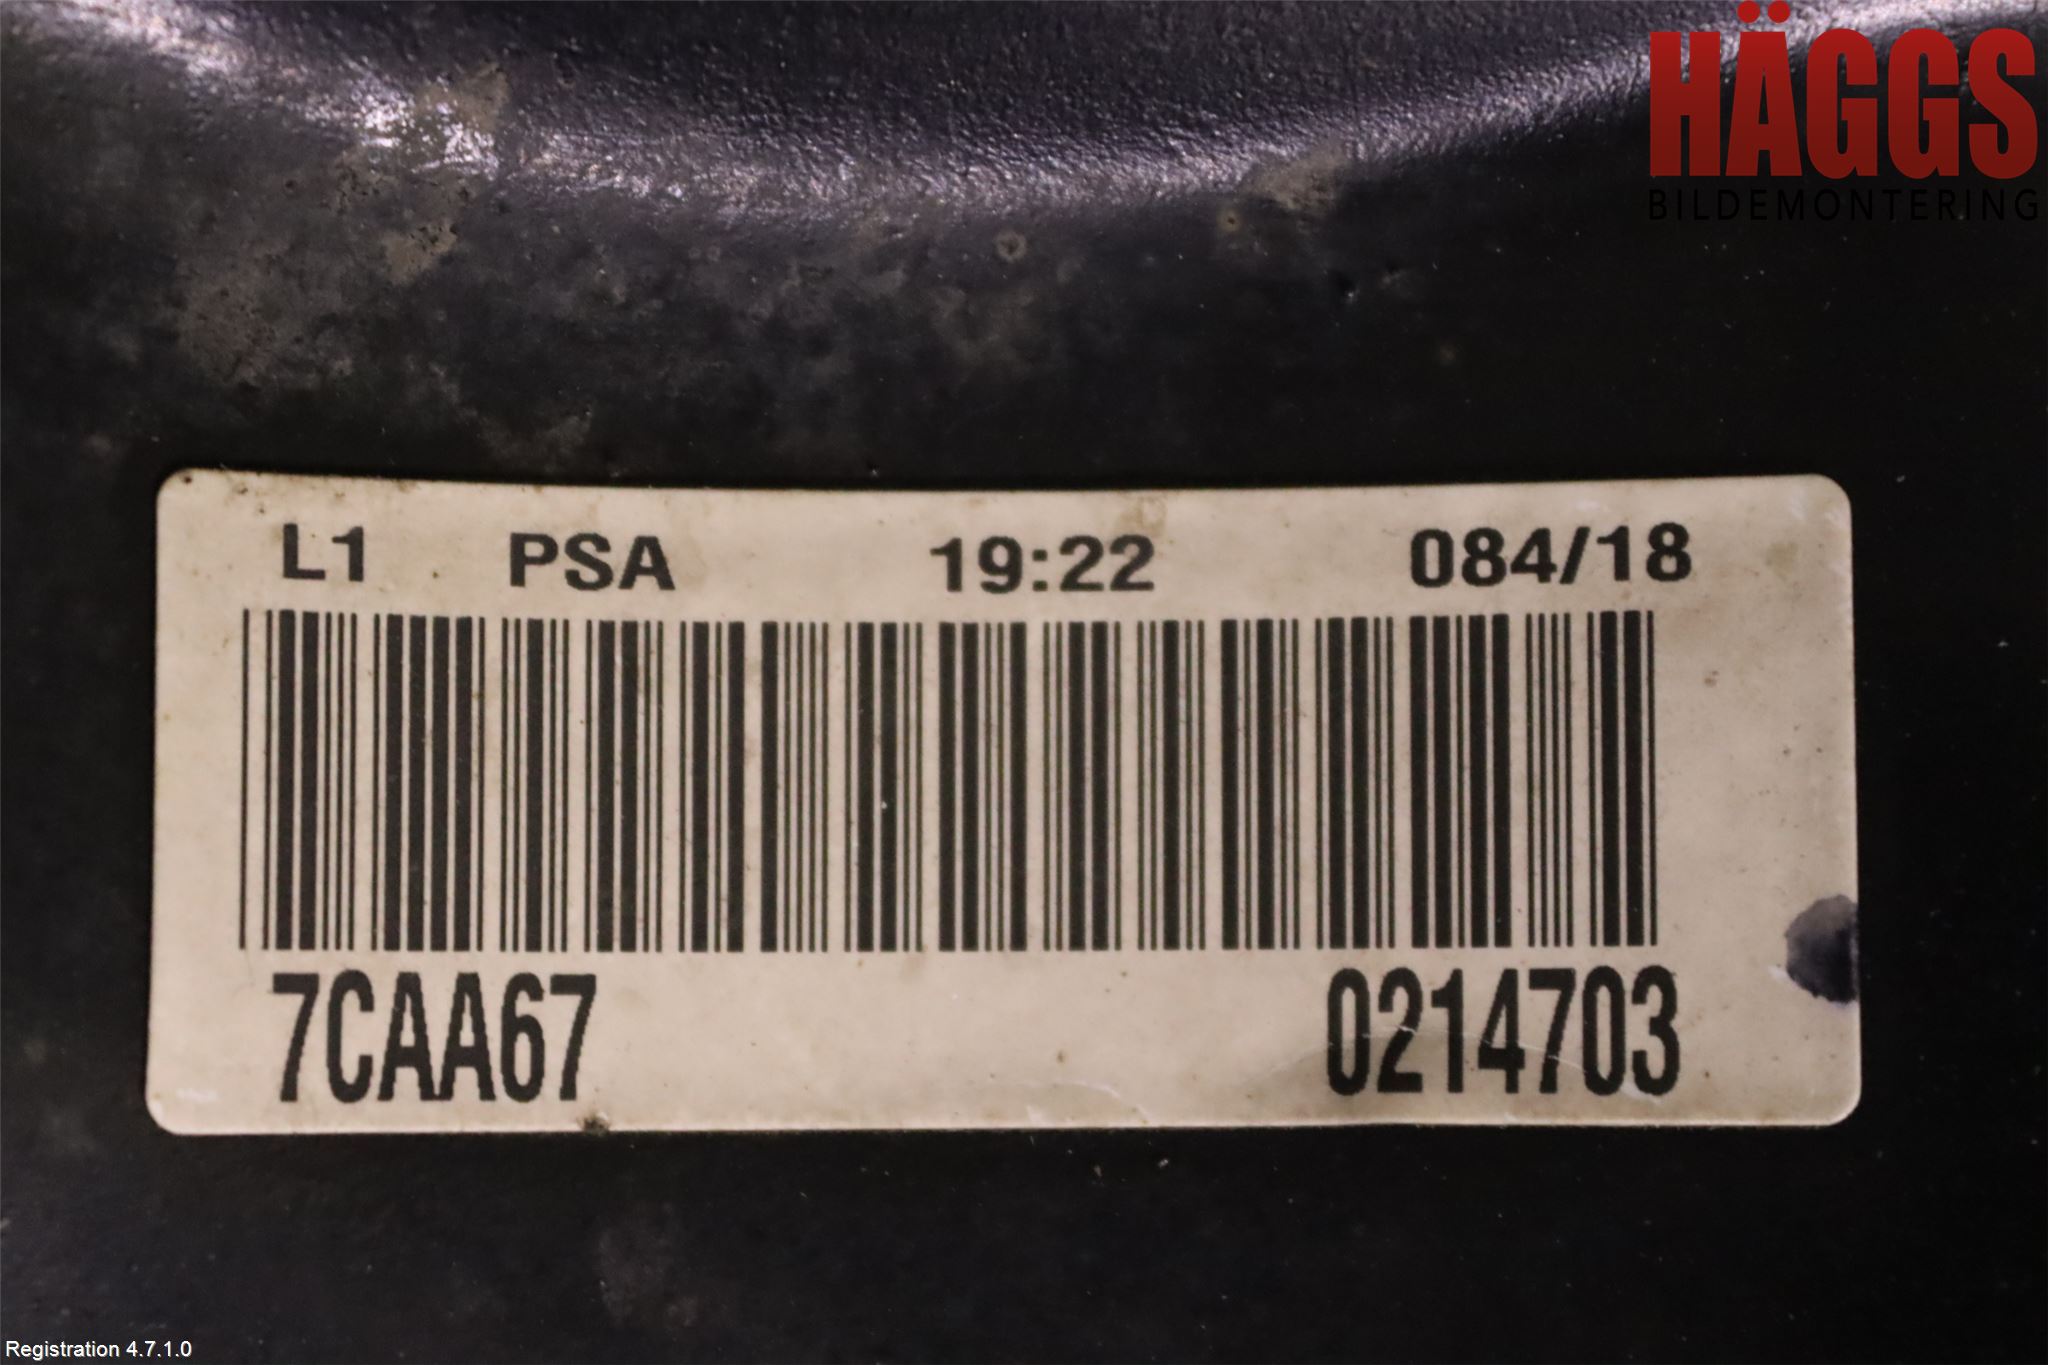 HÄGGS
BILDEMONTERING
L1 PSA 19:22 084/18
7CAA67 0214703
Registration 4.7.1.0